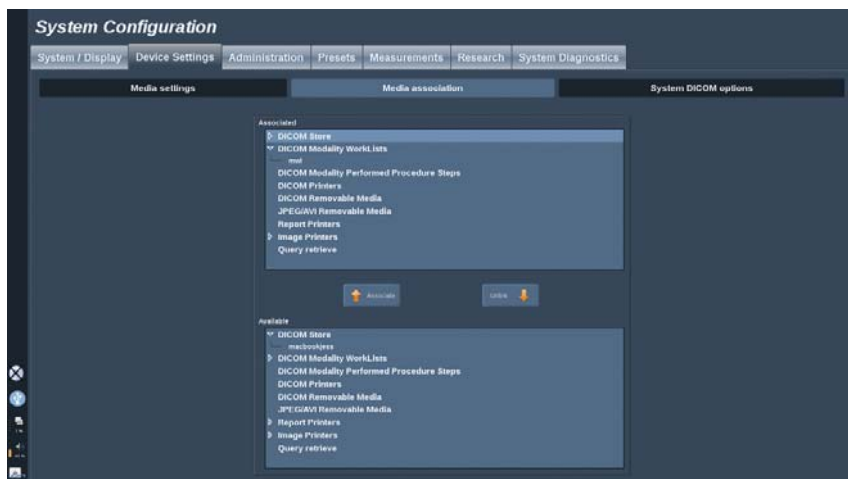 System Configuration
System / Display Device Settings Administration Presets Measurements Research System Diagnostics
Media settings Media association System DICOM options
Associated
DICOM Store
DICOM Modality WorkLists
mwl
DICOM Modality Performed Procedure Steps
DICOM Printers
DICOM Removable Media
JPEG/AVI Removable Media
Report Printers
Image Printers
Query retrieve
Associate Unlink
Available
DICOM Store
macbookjess
DICOM Modality WorkLists
DICOM Modality Performed Procedure Steps
DICOM Printers
DICOM Removable Media
JPEG/AVI Removable Media
Report Printers
Image Printers
Query retrieve